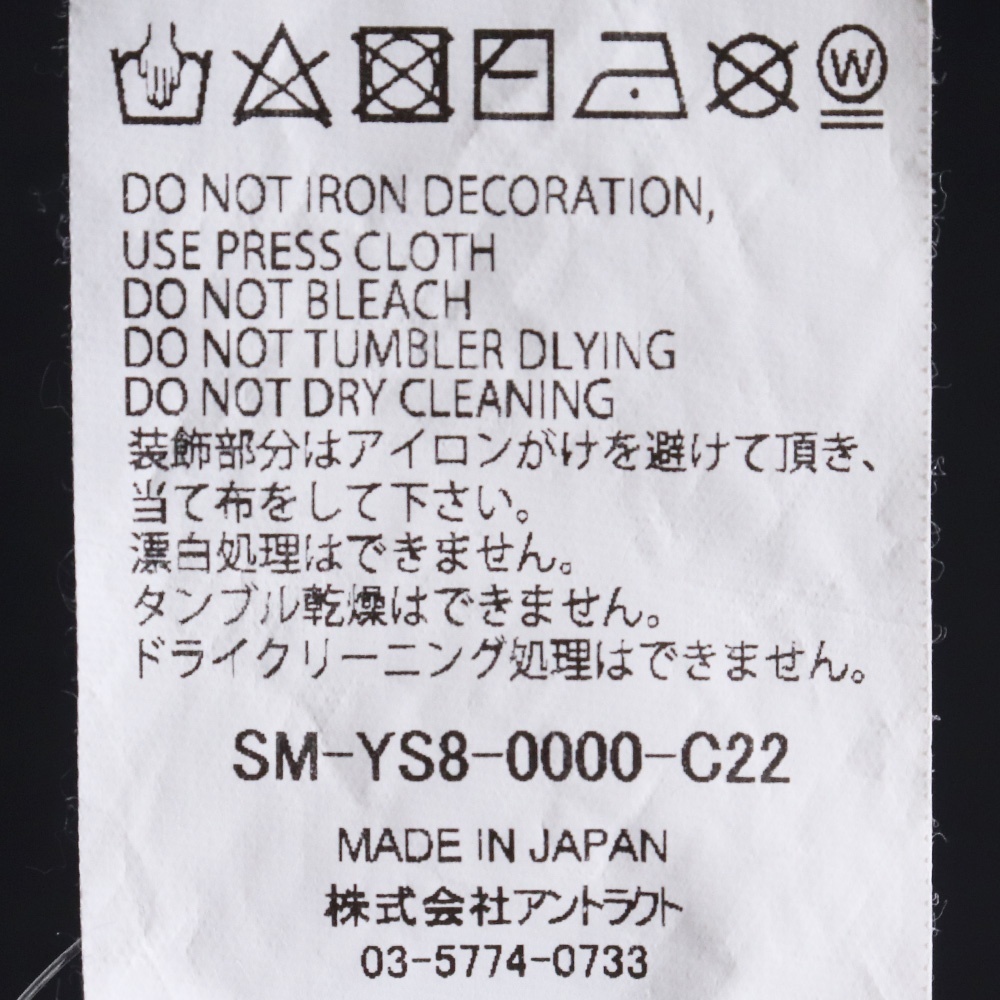 W
DO NOT IRON DECORATION,
USE PRESS CLOTH
DO NOT BLEACH
DO NOT TUMBLER DLYING
DO NOT DRY CLEANING
装飾部分はアイロンがけを避けて頂き、
当て布をして下さい。
漂白処理はできません。
タンブル乾燥はできません。
ドライクリーニング処理はできません。
SM-YS8-0000-C22
MADE IN JAPAN
株式会社アントラクト
03-5774-0733